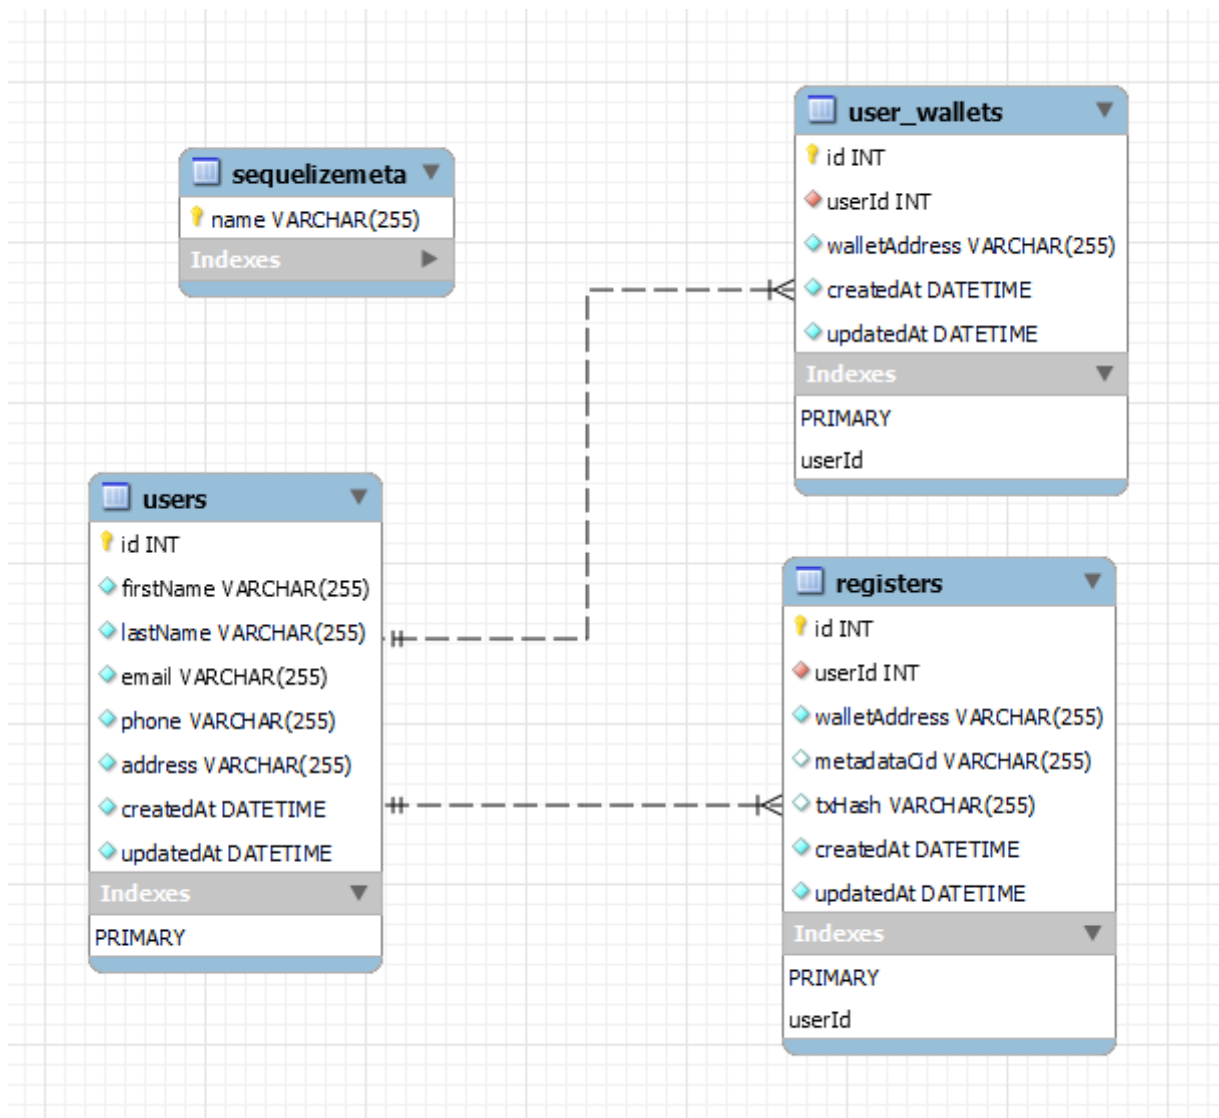 sequelizemeta
name VARCHAR(255)
Indexes
user_wallets
id INT
userId INT
walletAddress VARCHAR(255)
createdAt DATETIME
updatedAt DATETIME
Indexes
PRIMARY
userId
users
id INT
firstName VARCHAR(255)
lastName VARCHAR(255)
email VARCHAR(255)
phone VARCHAR(255)
address VARCHAR(255)
createdAt DATETIME
updatedAt DATETIME
Indexes
PRIMARY
registers
id INT
userId INT
walletAddress VARCHAR(255)
metadataCid VARCHAR(255)
txHash VARCHAR(255)
createdAt DATETIME
updatedAt DATETIME
Indexes
PRIMARY
userId